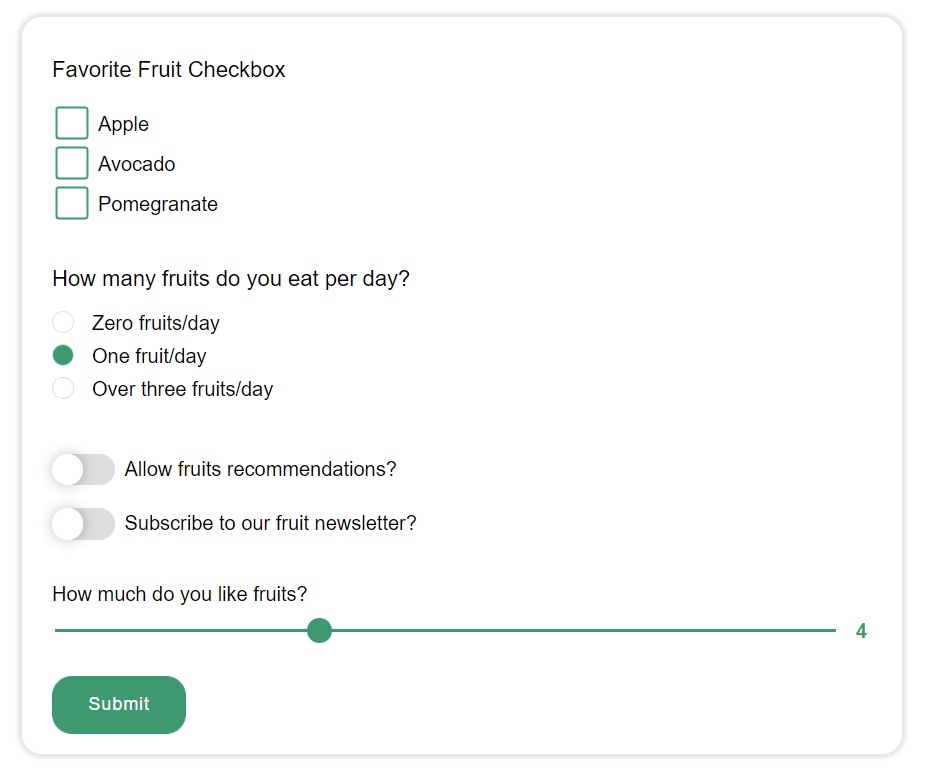 Favorite Fruit Checkbox
Apple
Avocado
Pomegranate
How many fruits do you eat per day?
Zero fruits/day
One fruit/day
Over three fruits/day
Allow fruits recommendations?
Subscribe to our fruit newsletter?
How much do you like fruits?
4
Submit